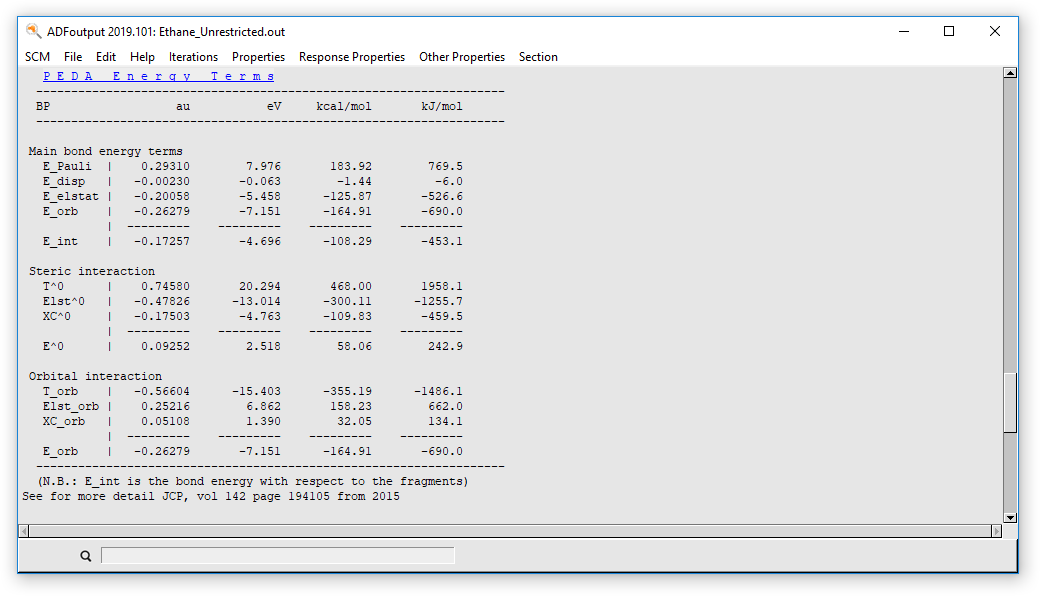 ADFoutput 2019.101: Ethane_Unrestricted.out
SCM File Edit Help Iterations Properties Response Properties Other Properties Section
P E D A   E n e r g y   T e r m s
-------------------------------------------------------------------
BP                  au           eV     kcal/mol       kJ/mol
-------------------------------------------------------------------
Main bond energy terms
E_Pauli  |    0.29310        7.976       183.92        769.5
E_disp   |   -0.00230       -0.063        -1.44         -6.0
E_elstat |   -0.20058       -5.458      -125.87       -526.6
E_orb    |   -0.26279       -7.151      -164.91       -690.0
         |  ---------    ---------    ---------    ---------
E_int    |   -0.17257       -4.696      -108.29       -453.1
Steric interaction
T^0      |    0.74580       20.294       468.00       1958.1
Elst^0   |   -0.47826      -13.014      -300.11      -1255.7
XC^0     |   -0.17503       -4.763      -109.83       -459.5
         |  ---------    ---------    ---------    ---------
E^0      |    0.09252        2.518        58.06        242.9
Orbital interaction
T_orb    |   -0.56604      -15.403      -355.19      -1486.1
Elst_orb |    0.25216        6.862       158.23        662.0
XC_orb   |    0.05108        1.390        32.05        134.1
         |  ---------    ---------    ---------    ---------
E_orb    |   -0.26279       -7.151      -164.91       -690.0
-------------------------------------------------------------------
(N.B.: E_int is the bond energy with respect to the fragments)
See for more detail JCP, vol 142 page 194105 from 2015